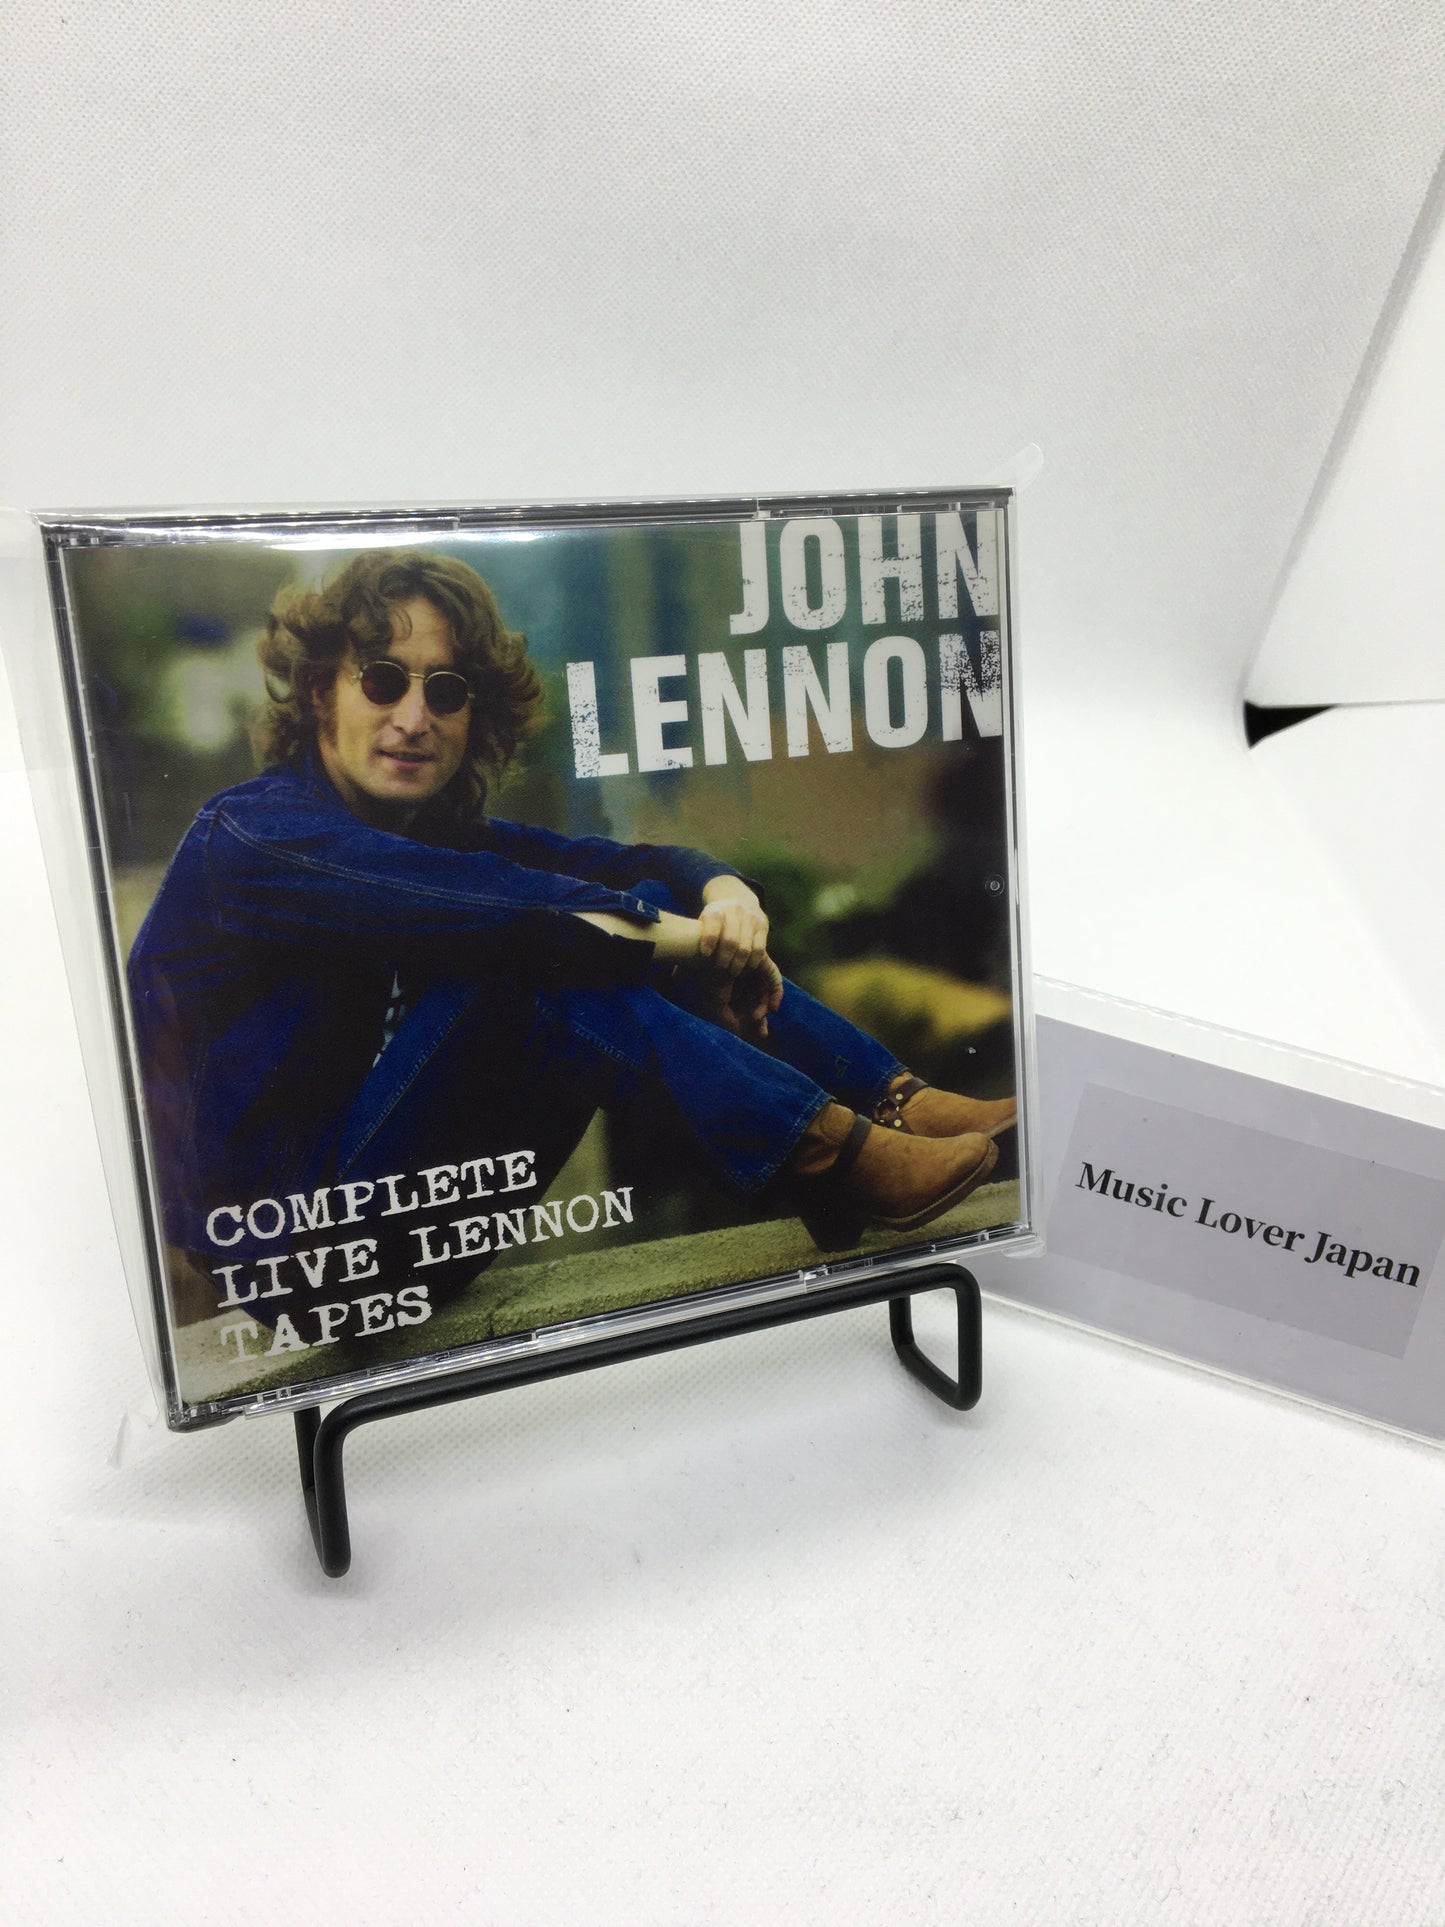 JOHN
LENNON
COMPLETE
LIVE LENNON
TAPES
Music Lover Japan